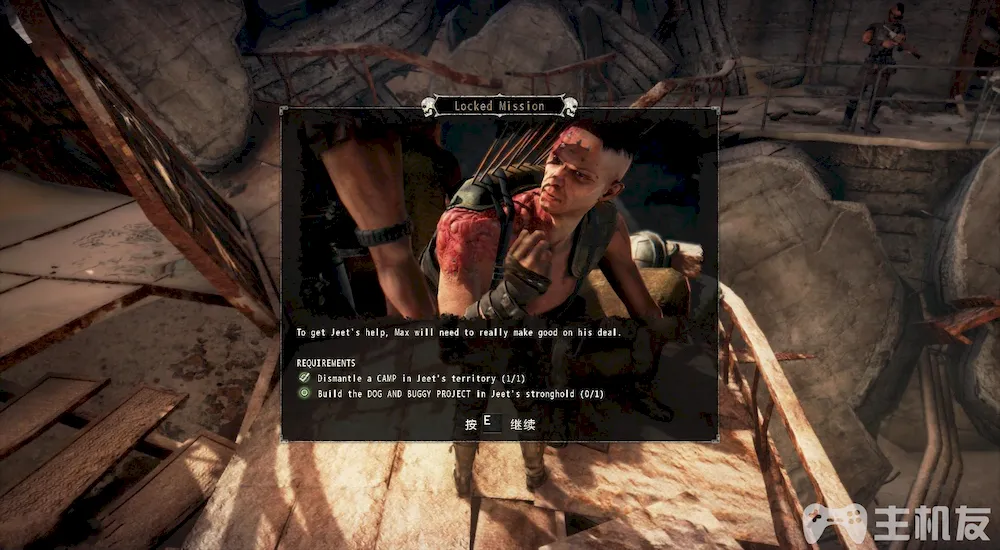 Locked Mission
To get Jeet's help, Max will need to really make good on his deal.
REQUIREMENTS
Dismantle a CAMP in Jeet's territory (1/1)
Build the DOG AND BUGGY PROJECT in Jeet's stronghold (0/1)
按 E 继续
主机友